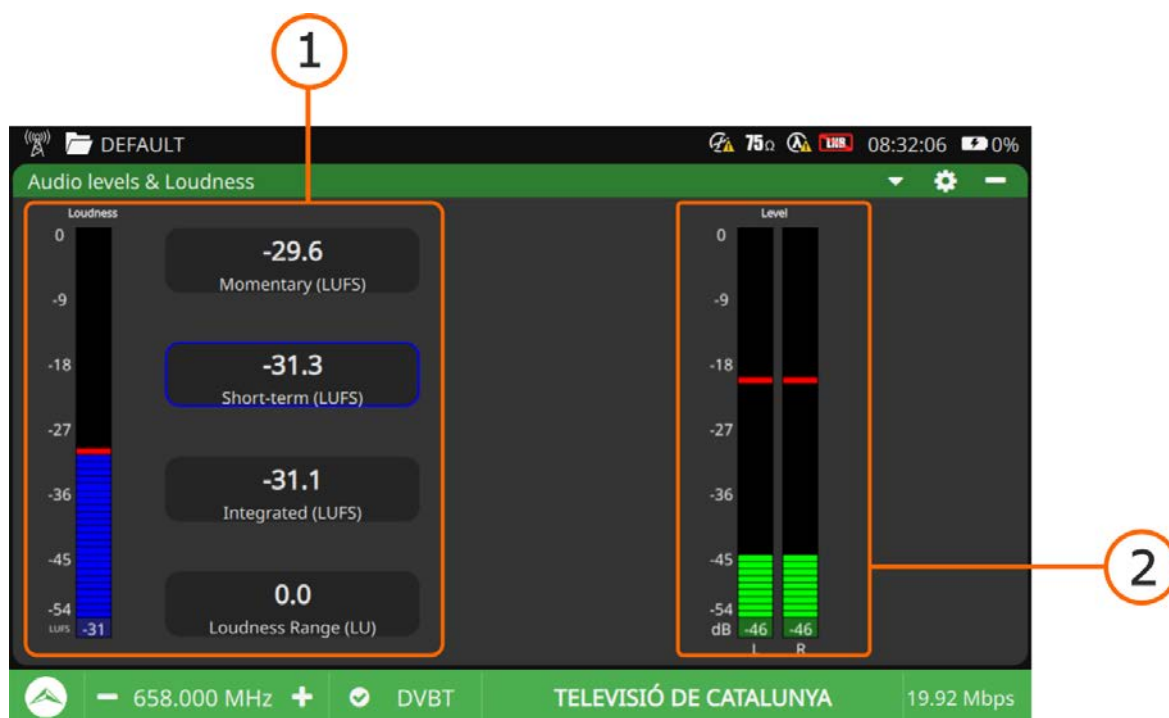 1
DEFAULT
75Ω
LNB
08:32:06
0%
Audio levels & Loudness
Loudness
0
-9
-18
-27
-36
-45
-54
LUFS
-31
-29.6
Momentary (LUFS)
-31.3
Short-term (LUFS)
-31.1
Integrated (LUFS)
0.0
Loudness Range (LU)
Level
0
-9
-18
-27
-36
-45
-54
dB
-46 -46
L R
2
658.000 MHz
DVBT
TELEVISIÓ DE CATALUNYA
19.92 Mbps